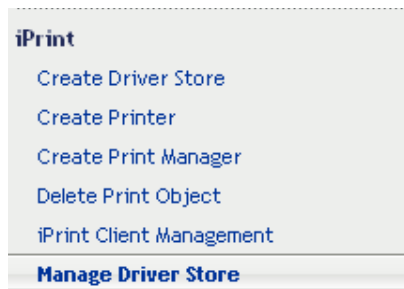 iPrint
Create Driver Store
Create Printer
Create Print Manager
Delete Print Object
iPrint Client Management
Manage Driver Store